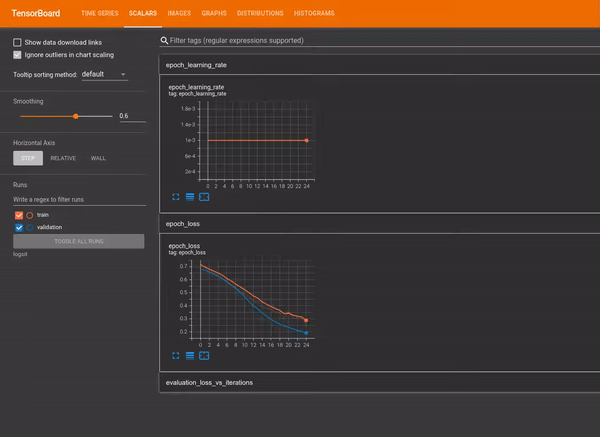 TensorBoard
TIME SERIES SCALARS IMAGES GRAPHS DISTRIBUTIONS HISTOGRAMS
Show data download links
Ignore outliers in chart scaling
Tooltip sorting method: default
Smoothing
0.6
Horizontal Axis
STEP RELATIVE WALL
Runs
Write a regex to filter runs
train
validation
TOGGLE ALL RUNS
logout
Filter tags (regular expressions supported)
epoch_learning_rate
epoch_learning_rate
tag: epoch_learning_rate
1.8e-3
1.4e-3
1e-3
6e-4
2e-4
0 2 4 6 8 10 12 14 16 18 20 22 24
epoch_loss
epoch_loss
tag: epoch_loss
0.7
0.6
0.5
0.4
0.3
0.2
0 2 4 6 8 10 12 14 16 18 20 22 24
evaluation_loss_vs_iterations